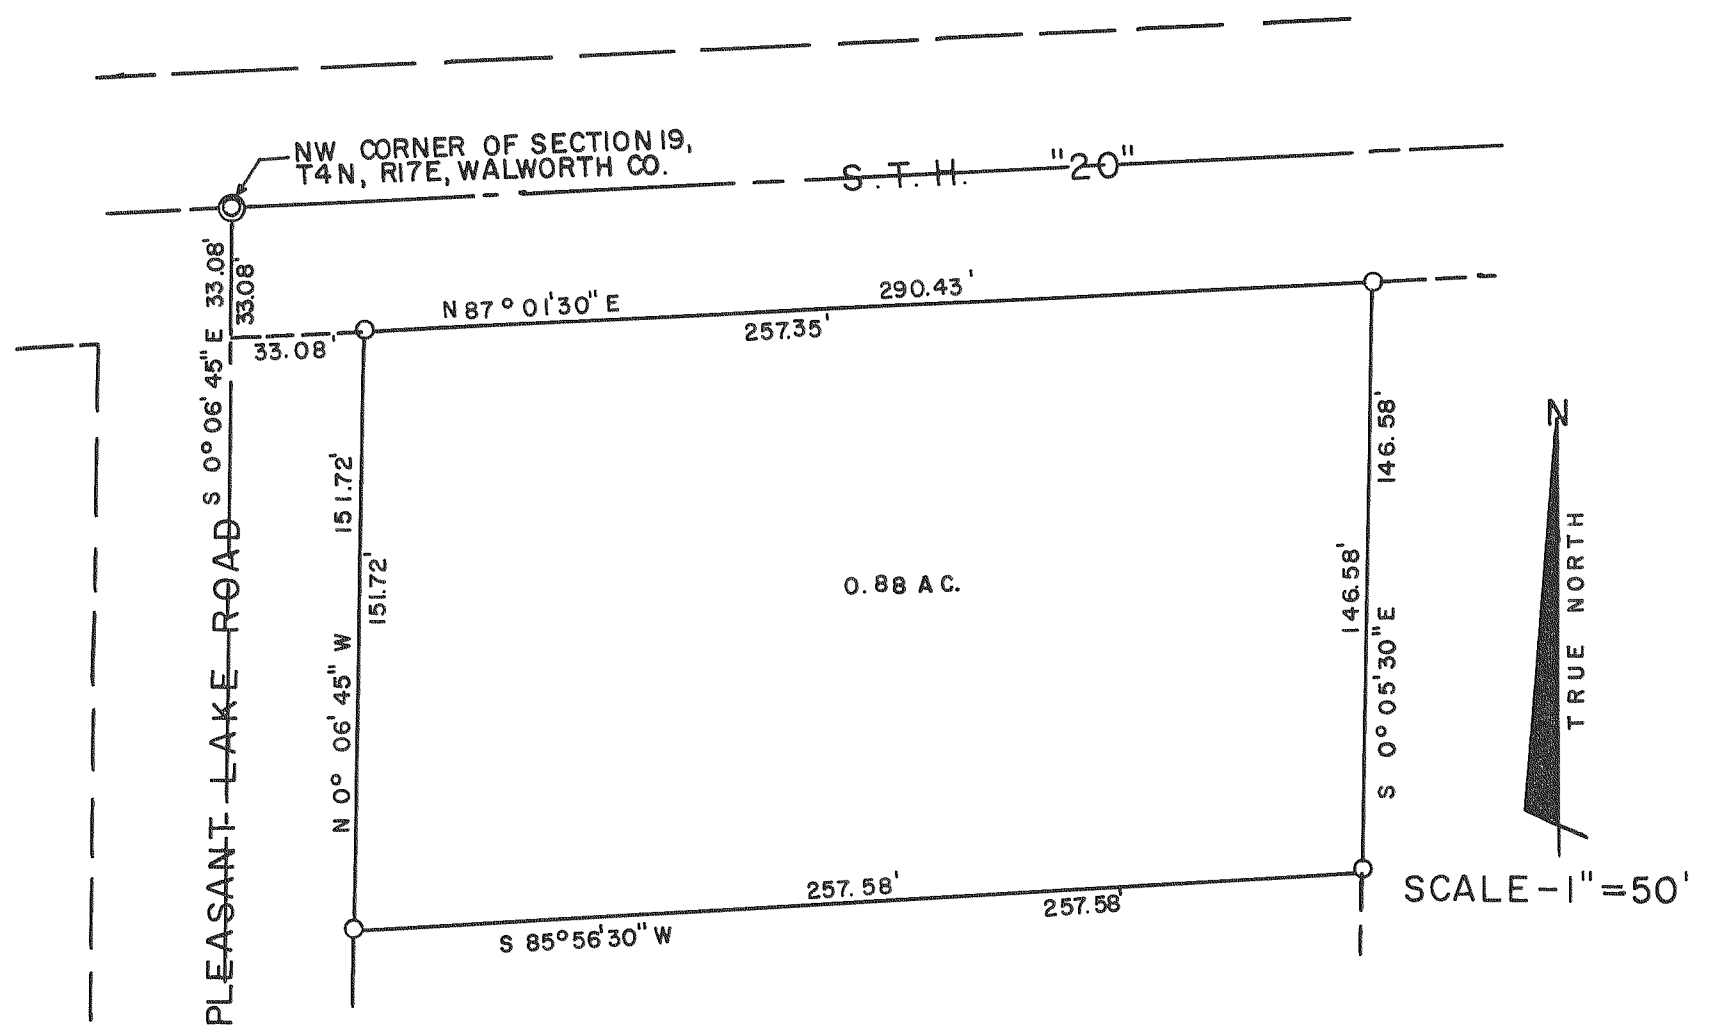 NW CORNER OF SECTION 19,
T4N, R17E, WALWORTH CO.
S.T.H. "20"
33.08'
33.08'
S 0° 06' 45" E
33.08'
N 87° 01' 30" E
290.43'
257.35'
PLEASANT LAKE ROAD
N 0° 06' 45" W
151.72'
151.72'
0.88 AC.
146.58'
146.58'
S 0° 05' 30" E
257.58'
257.58'
S 85° 56' 30" W
N
TRUE NORTH
SCALE-1"=50'